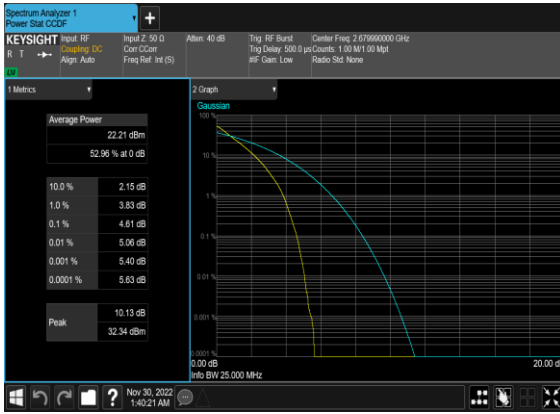 Spectrum Analyzer 1
Power Stat CCDF
KEYSIGHT
R T
LXI
Input: RF
Coupling: DC
Align: Auto
Input Z: 50 Ω
Corr CCorr
Freq Ref: Int (S)
Atten: 40 dB
Trig: RF Burst
Trig Delay: 500.0 µs
#IF Gain: Low
Center Freq: 2.679990000 GHz
Counts: 1.00 M/1.00 Mpt
Radio Std: None
1 Metrics
Average Power
22.21 dBm
52.96 % at 0 dB
10.0 % 2.15 dB
1.0 % 3.83 dB
0.1 % 4.61 dB
0.01 % 5.06 dB
0.001 % 5.40 dB
0.0001 % 5.63 dB
Peak
10.13 dB
32.34 dBm
2 Graph
Gaussian
100 %
10 %
1 %
0.1 %
0.01 %
0.001 %
0.0001 %
0.00 dB
20.00 d
Info BW 25.000 MHz
Nov 30, 2022
1:40:21 AM